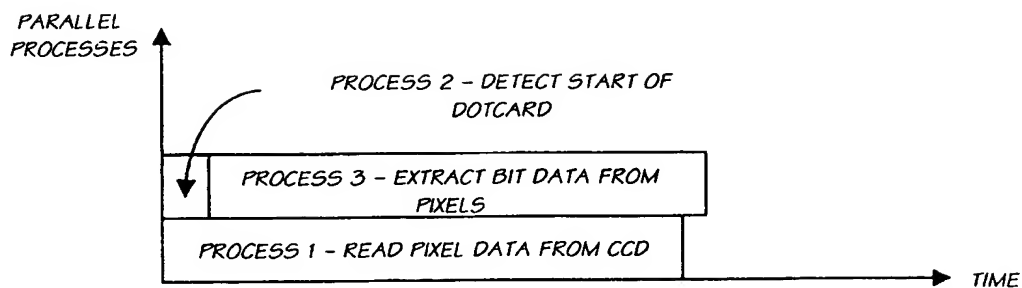 PARALLEL
PROCESSES
PROCESS 2 – DETECT START OF
DOTCARD
PROCESS 3 – EXTRACT BIT DATA FROM
PIXELS
PROCESS 1 – READ PIXEL DATA FROM CCD
TIME